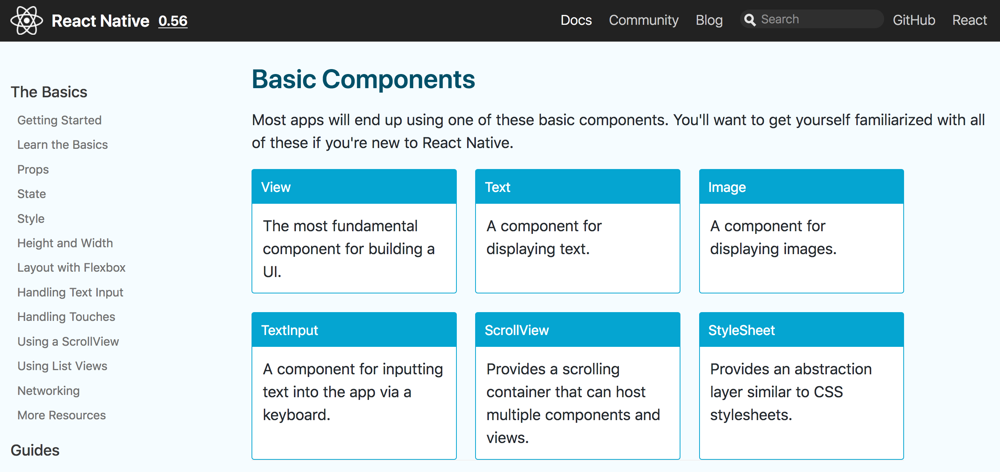 React Native 0.56
Docs Community Blog Search GitHub React
The Basics
Getting Started
Learn the Basics
Props
State
Style
Height and Width
Layout with Flexbox
Handling Text Input
Handling Touches
Using a ScrollView
Using List Views
Networking
More Resources
Guides
Basic Components
Most apps will end up using one of these basic components. You'll want to get yourself familiarized with all
of these if you're new to React Native.
View
The most fundamental
component for building a
UI.
Text
A component for
displaying text.
Image
A component for
displaying images.
TextInput
A component for inputting
text into the app via a
keyboard.
ScrollView
Provides a scrolling
container that can host
multiple components and
views.
StyleSheet
Provides an abstraction
layer similar to CSS
stylesheets.